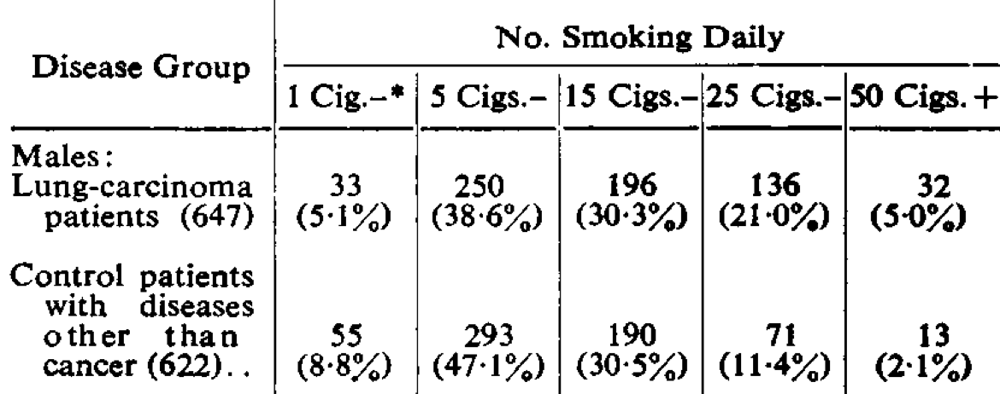 Disease Group
No. Smoking Daily
1 Cig.–* 5 Cigs.– 15 Cigs.– 25 Cigs.– 50 Cigs. +
Males:
Lung-carcinoma 33 250 196 136 32
patients (647) (5·1%) (38·6%) (30·3%) (21·0%) (5·0%)
Control patients
with diseases
other than 55 293 190 71 13
cancer (622). . (8·8%) (47·1%) (30·5%) (11·4%) (2·1%)